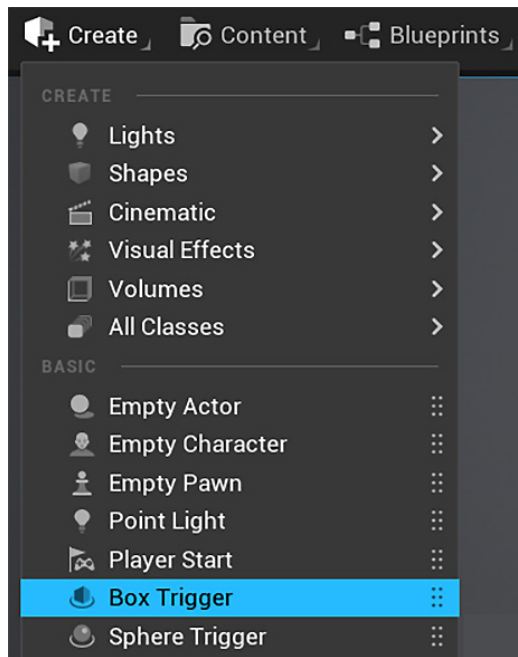 Create Content Blueprints
CREATE
Lights
Shapes
Cinematic
Visual Effects
Volumes
All Classes
BASIC
Empty Actor
Empty Character
Empty Pawn
Point Light
Player Start
Box Trigger
Sphere Trigger